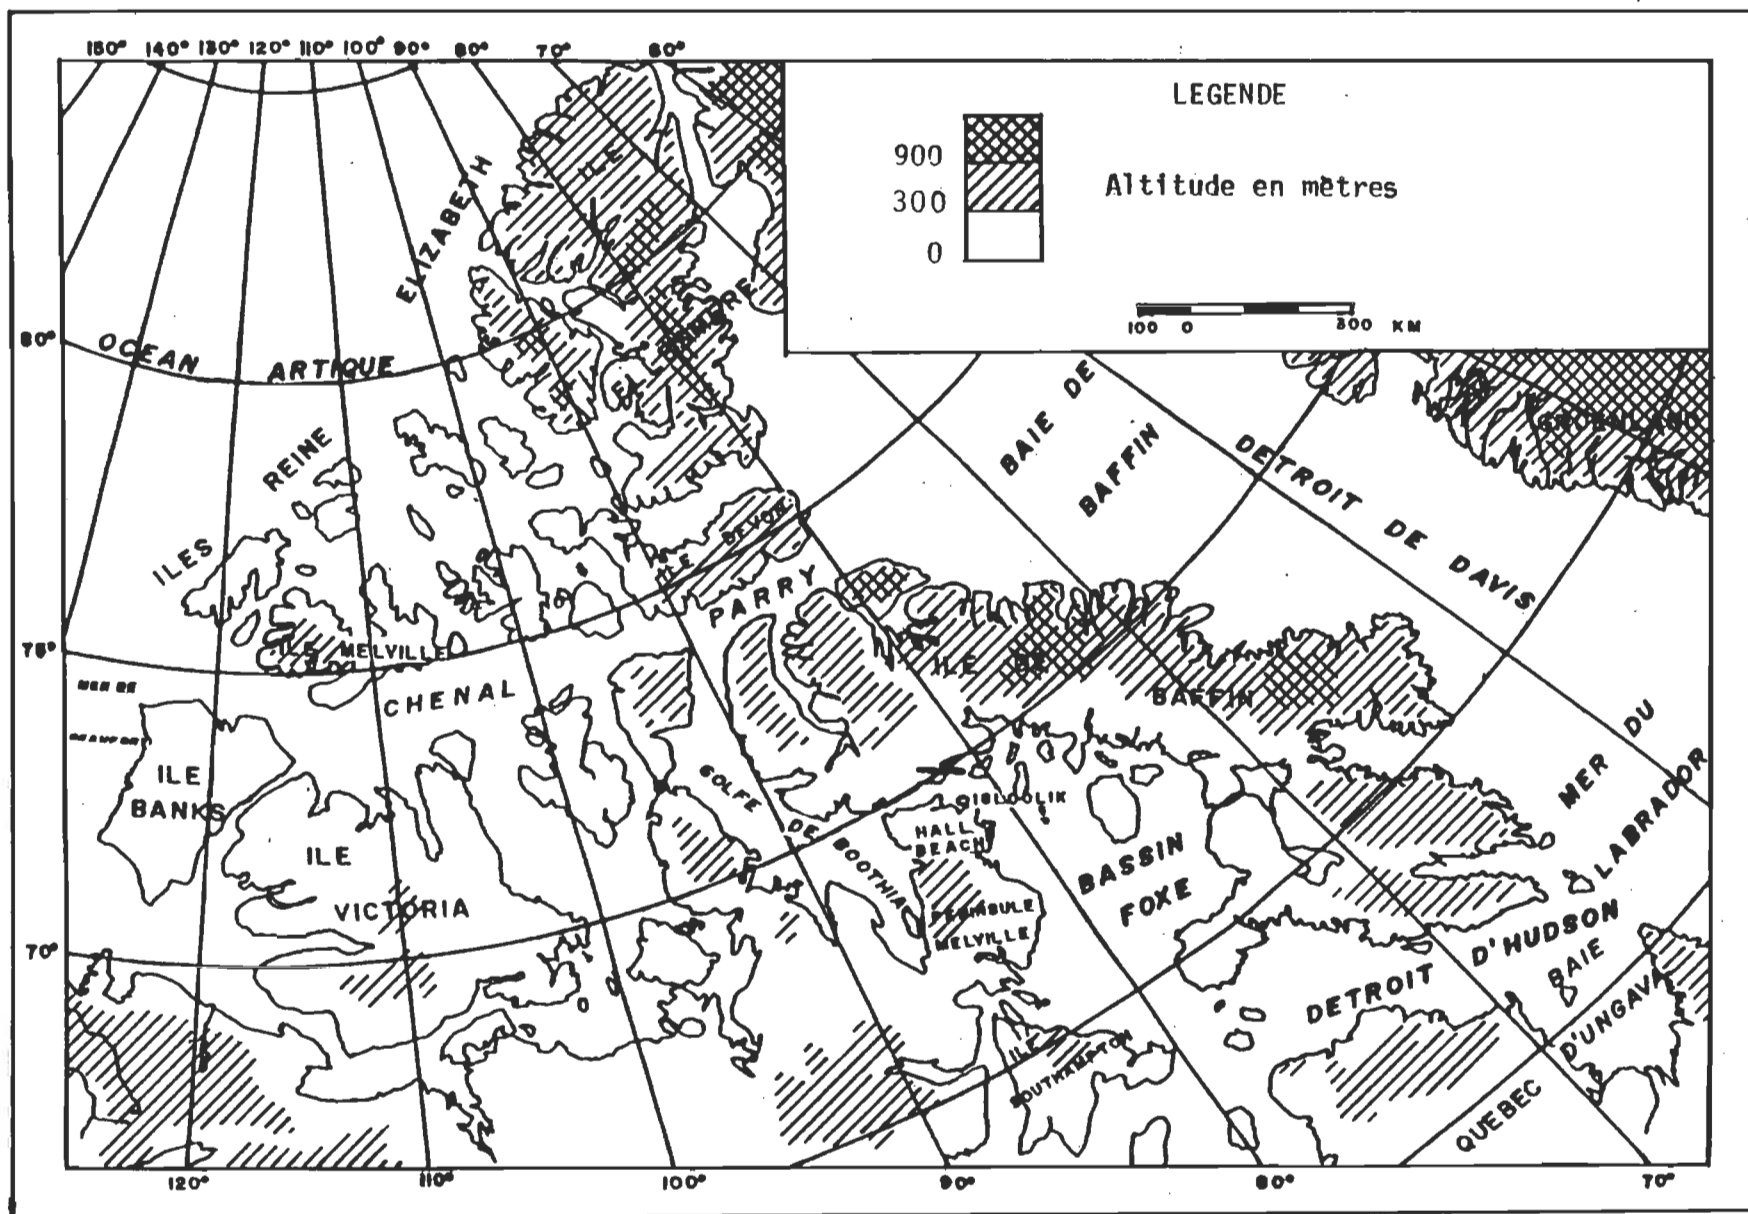 150° 140° 130° 120° 110° 100° 90° 80° 70° 60°
LEGENDE
900
300
0
Altitude en mètres
100 0 300 KM
80°
75°
70°
OCEAN ARTIQUE
ILES REINE ELIZABETH
ILE
ILE DEVON
ILE MELVILLE
MER DE
CHENAL PARRY
BAIE DE
BAFFIN
DETROIT DE DAVIS
ILE DE BAFFIN
ILE
BANKS
ILE
VICTORIA
GOLFE DE BOOTHIA
HALL
BEACH
PENINSULE
MELVILLE
BASSIN
FOXE
MER DU
LABRADOR
DETROIT D'HUDSON
BAIE
D'UNGAVA
ILE
SOUTHAMPTON
QUEBEC
120° 110° 100° 90° 80° 70°